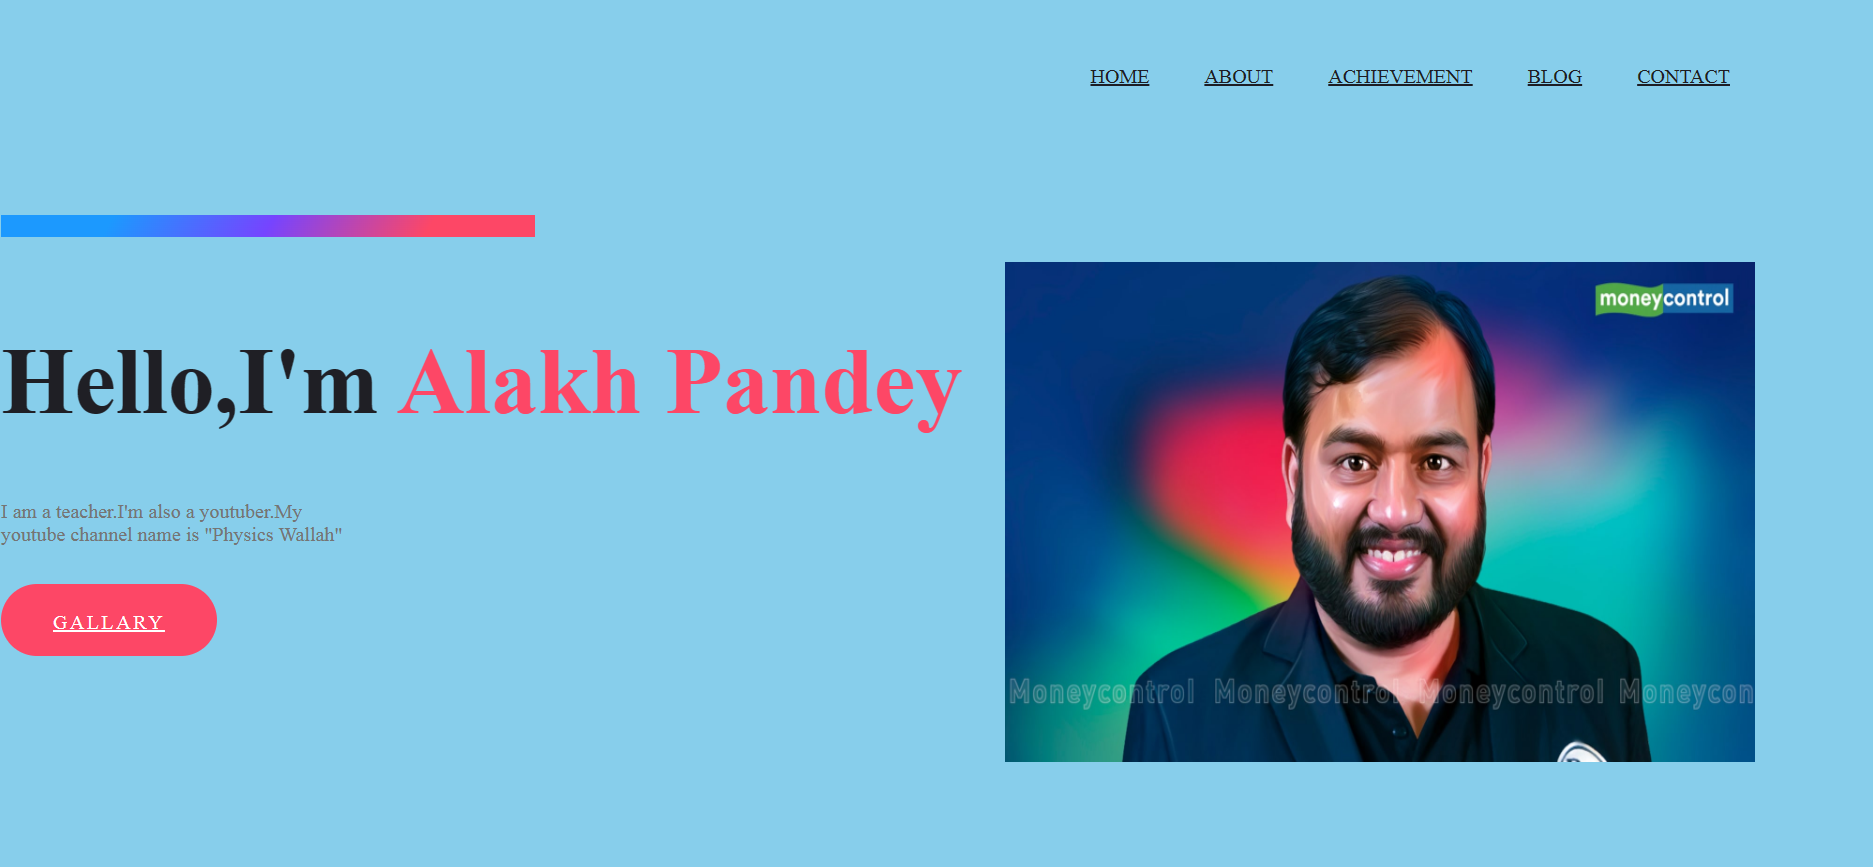 HOME ABOUT ACHIEVEMENT BLOG CONTACT
moneycontrol
Hello,I'm Alakh Pandey
I am a teacher.I'm also a youtuber.My
youtube channel name is "Physics Wallah"
GALLARY
Moneycontrol Moneycontrol Moneycontrol Moneycon